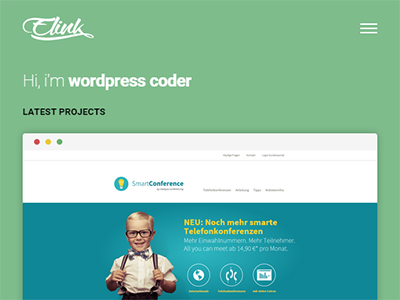 Elink
Hi, i'm wordpress coder
LATEST PROJECTS
SmartConference
NEU: Noch mehr smarte
Telefonkonferenzen
Mehr Einwahlnummern. Mehr Teilnehmer.
All you can meet ab 14,90 €* pro Monat.